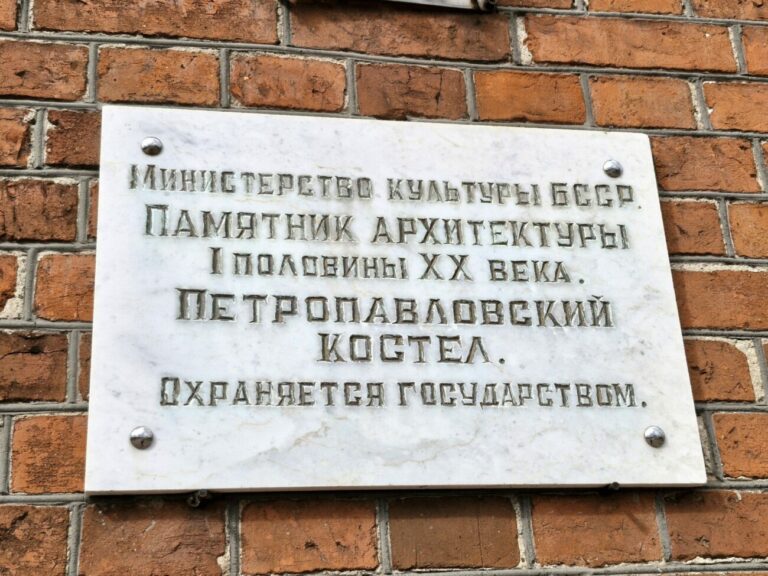 Министерство культуры БССР.
Памятник архитектуры
I половины XX века.
Петропавловский
костел.
Охраняется государством.